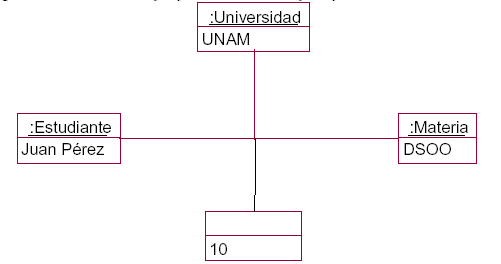 :Universidad
UNAM
:Estudiante
Juan Pérez
:Materia
DSOO
10